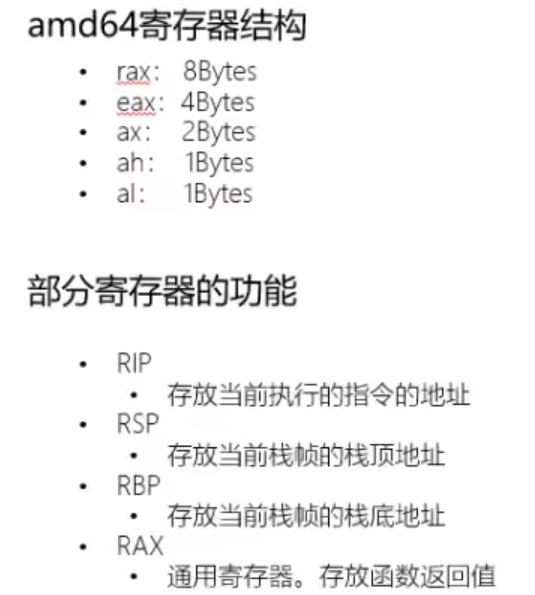 amd64寄存器结构
• rax： 8Bytes
• eax：4Bytes
• ax： 2Bytes
• ah： 1Bytes
• al： 1Bytes
部分寄存器的功能
• RIP
• 存放当前执行的指令的地址
• RSP
• 存放当前栈帧的栈顶地址
• RBP
• 存放当前栈帧的栈底地址
• RAX
• 通用寄存器。存放函数返回值